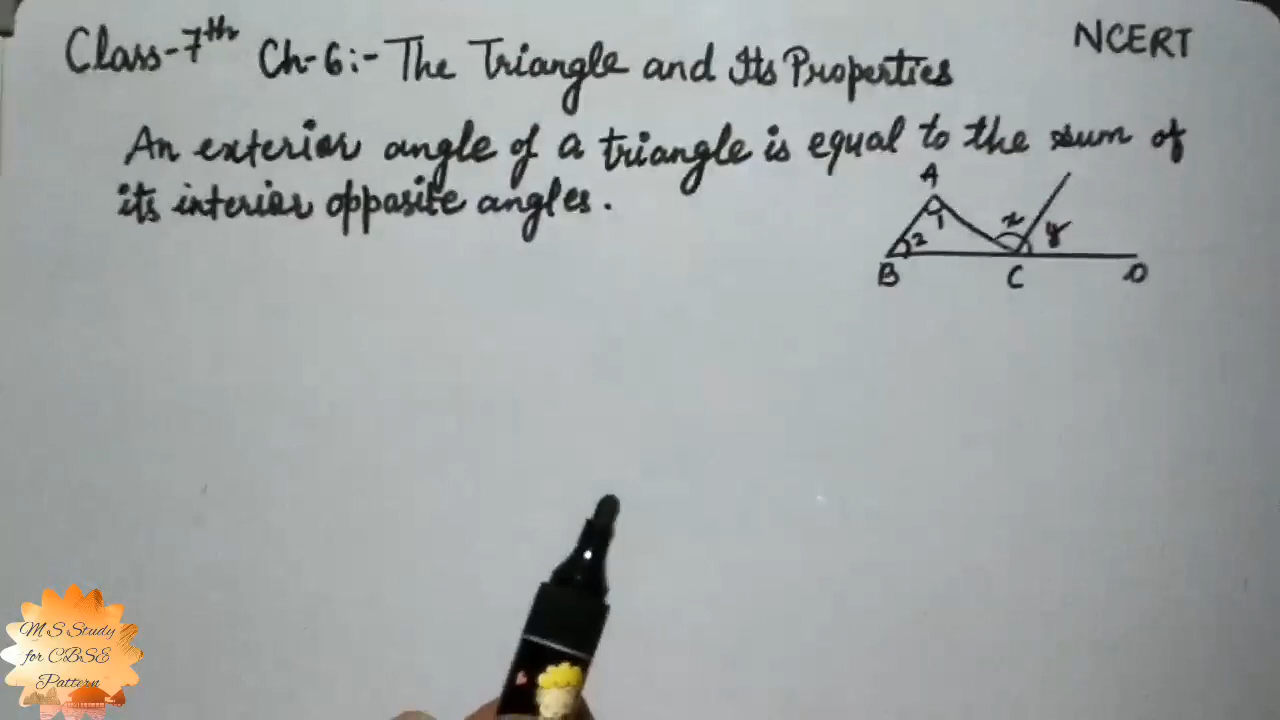 Class-7th Ch-6:- The Triangle and Its Properties
NCERT
An exterior angle of a triangle is equal to the sum of
its interior opposite angles.
A
1
2
x
y
B
C
D
M S Study
for CBSE
Pattern